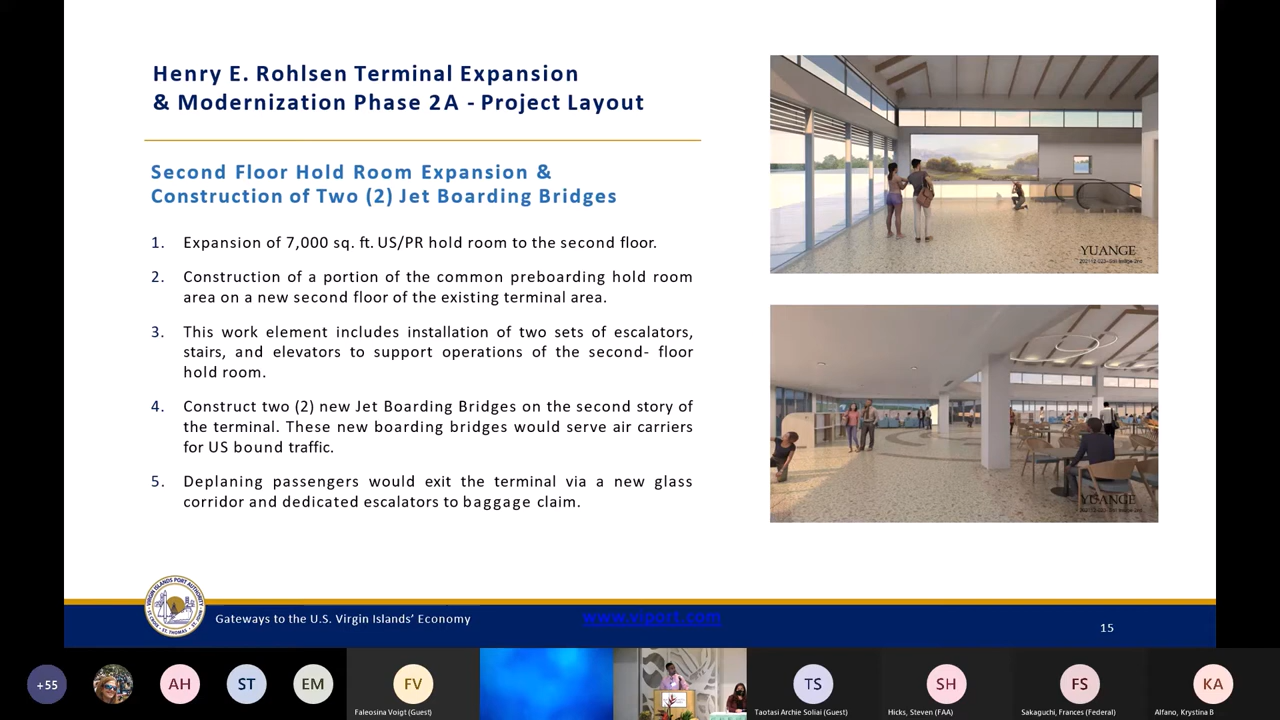 Henry E. Rohlsen Terminal Expansion
& Modernization Phase 2A - Project Layout
Second Floor Hold Room Expansion &
Construction of Two (2) Jet Boarding Bridges
1. Expansion of 7,000 sq. ft. US/PR hold room to the second floor.
2. Construction of a portion of the common preboarding hold room
area on a new second floor of the existing terminal area.
3. This work element includes installation of two sets of escalators,
stairs, and elevators to support operations of the second- floor
hold room.
4. Construct two (2) new Jet Boarding Bridges on the second story of
the terminal. These new boarding bridges would serve air carriers
for US bound traffic.
5. Deplaning passengers would exit the terminal via a new glass
corridor and dedicated escalators to baggage claim.
YUANGE
YUANGE
VIRGIN ISLANDS PORT AUTHORITY
ST. THOMAS
Gateways to the U.S. Virgin Islands' Economy
www.viport.com
15
+55
AH
ST
EM
FV
Faleosina Voigt (Guest)
TS
Taotasi Archie Soliai (Guest)
SH
Hicks, Steven (FAA)
FS
Sakaguchi, Frances (Federal)
KA
Alfano, Krystina B